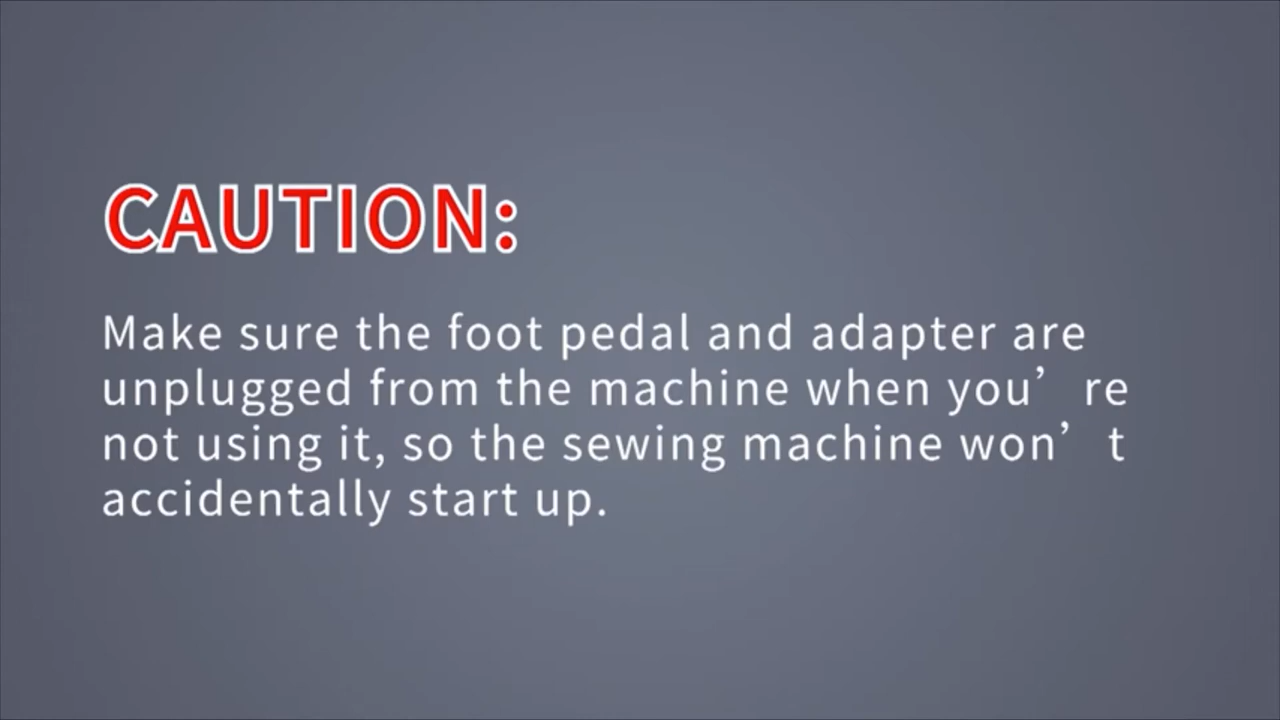 CAUTION:
Make sure the foot pedal and adapter are
unplugged from the machine when you’re
not using it, so the sewing machine won’t
accidentally start up.